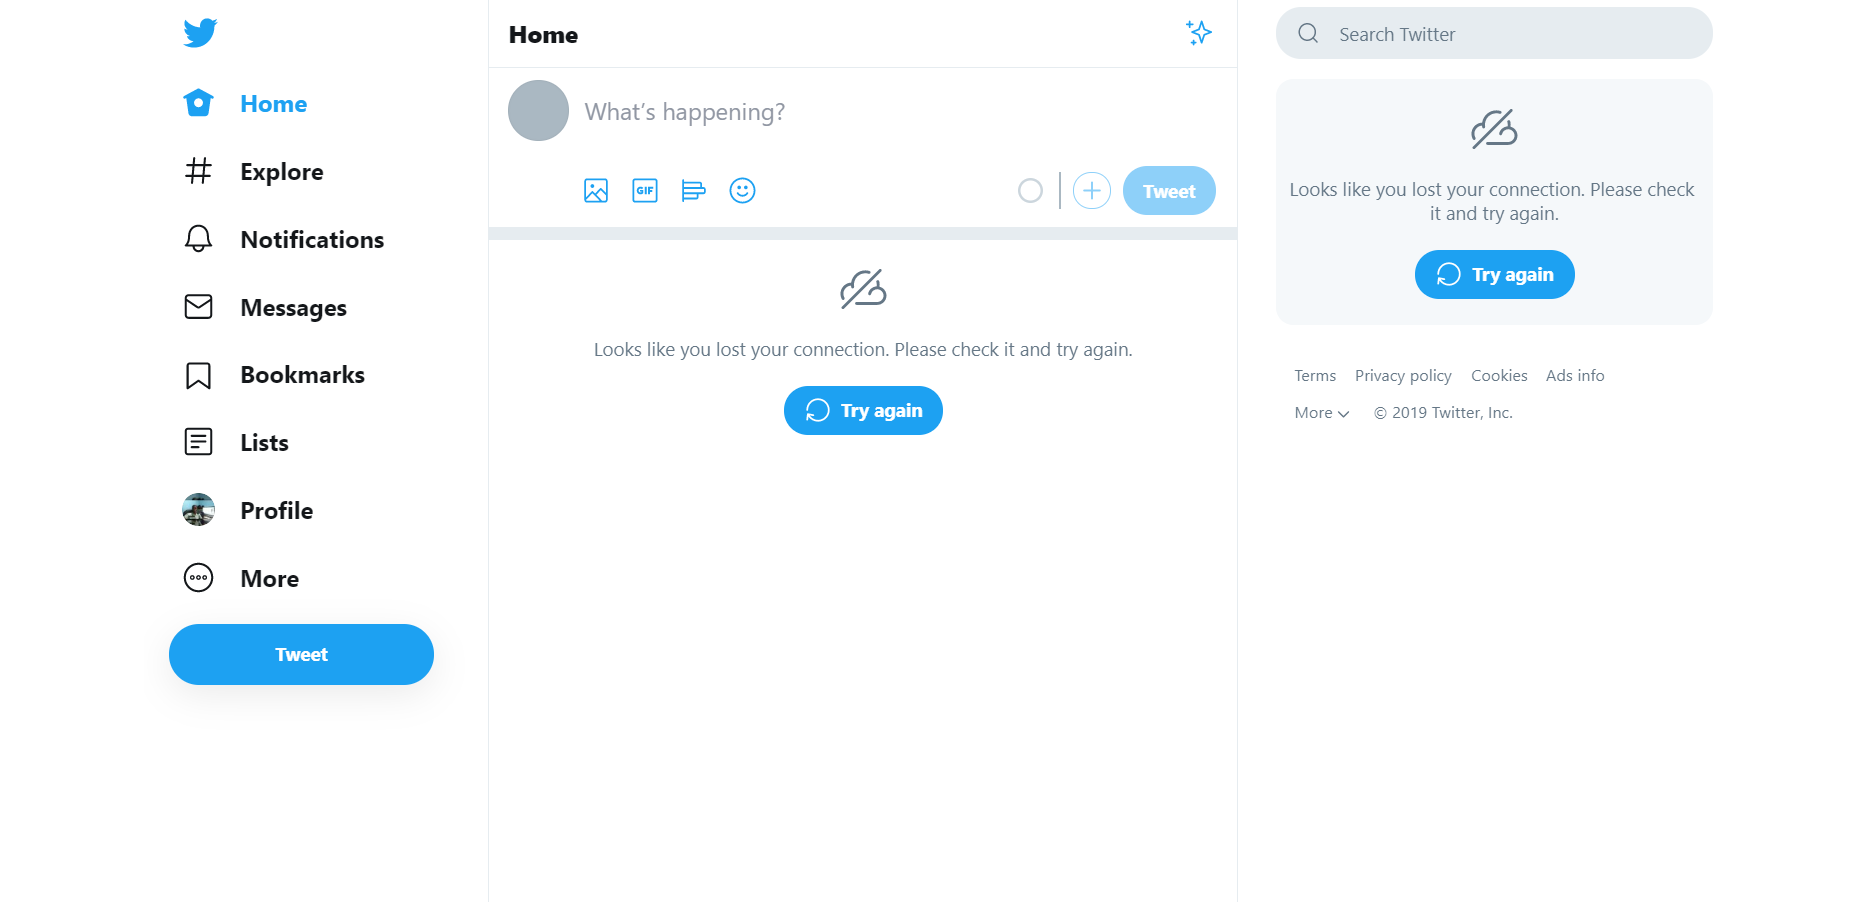 Home
Explore
Notifications
Messages
Bookmarks
Lists
Profile
More
Tweet
Home
What's happening?
GIF
Tweet
Looks like you lost your connection. Please check it and try again.
Try again
Search Twitter
Looks like you lost your connection. Please check
it and try again.
Try again
Terms Privacy policy Cookies Ads info
More © 2019 Twitter, Inc.